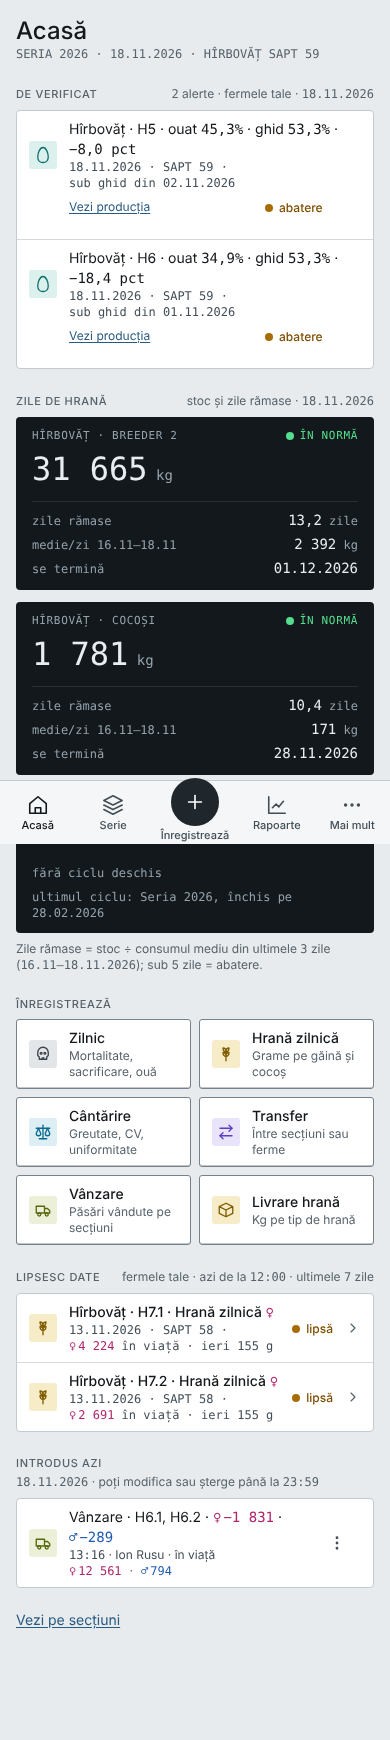 Acasă
SERIA 2026 · 18.11.2026 · HÎRBOVĂȚ SAPT 59
DE VERIFICAT
2 alerte · fermele tale · 18.11.2026
Hîrbovăț · H5 · ouat 45,3% · ghid 53,3% ·
−8,0 pct
18.11.2026 · SAPT 59 ·
sub ghid din 02.11.2026
Vezi producția
abatere
Hîrbovăț · H6 · ouat 34,9% · ghid 53,3% ·
−18,4 pct
18.11.2026 · SAPT 59 ·
sub ghid din 01.11.2026
Vezi producția
abatere
ZILE DE HRANĂ
stoc și zile rămase · 18.11.2026
HÎRBOVĂȚ · BREEDER 2
ÎN NORMĂ
31 665 kg
zile rămase
13,2 zile
medie/zi 16.11–18.11
2 392 kg
se termină
01.12.2026
HÎRBOVĂȚ · COCOȘI
ÎN NORMĂ
1 781 kg
zile rămase
10,4 zile
medie/zi 16.11–18.11
171 kg
se termină
28.11.2026
Acasă
Serie
Înregistrează
Rapoarte
Mai mult
fără ciclu deschis
ultimul ciclu: Seria 2026, închis pe
28.02.2026
Zile rămase = stoc ÷ consumul mediu din ultimele 3 zile
(16.11–18.11.2026); sub 5 zile = abatere.
ÎNREGISTREAZĂ
Zilnic
Mortalitate,
sacrificare, ouă
Hrană zilnică
Grame pe găină și
cocoș
Cântărire
Greutate, CV,
uniformitate
Transfer
Între secțiuni sau
ferme
Vânzare
Păsări vândute pe
secțiuni
Livrare hrană
Kg pe tip de hrană
LIPSESC DATE
fermele tale · azi de la 12:00 · ultimele 7 zile
Hîrbovăț · H7.1 · Hrană zilnică ♀
13.11.2026 · SAPT 58 ·
♀4 224 în viață · ieri 155 g
lipsă
Hîrbovăț · H7.2 · Hrană zilnică ♀
13.11.2026 · SAPT 58 ·
♀2 691 în viață · ieri 155 g
lipsă
INTRODUS AZI
18.11.2026 · poți modifica sau șterge până la 23:59
Vânzare · H6.1, H6.2 · ♀−1 831 ·
♂−289
13:16 · Ion Rusu · în viață
♀12 561 · ♂794
Vezi pe secțiuni